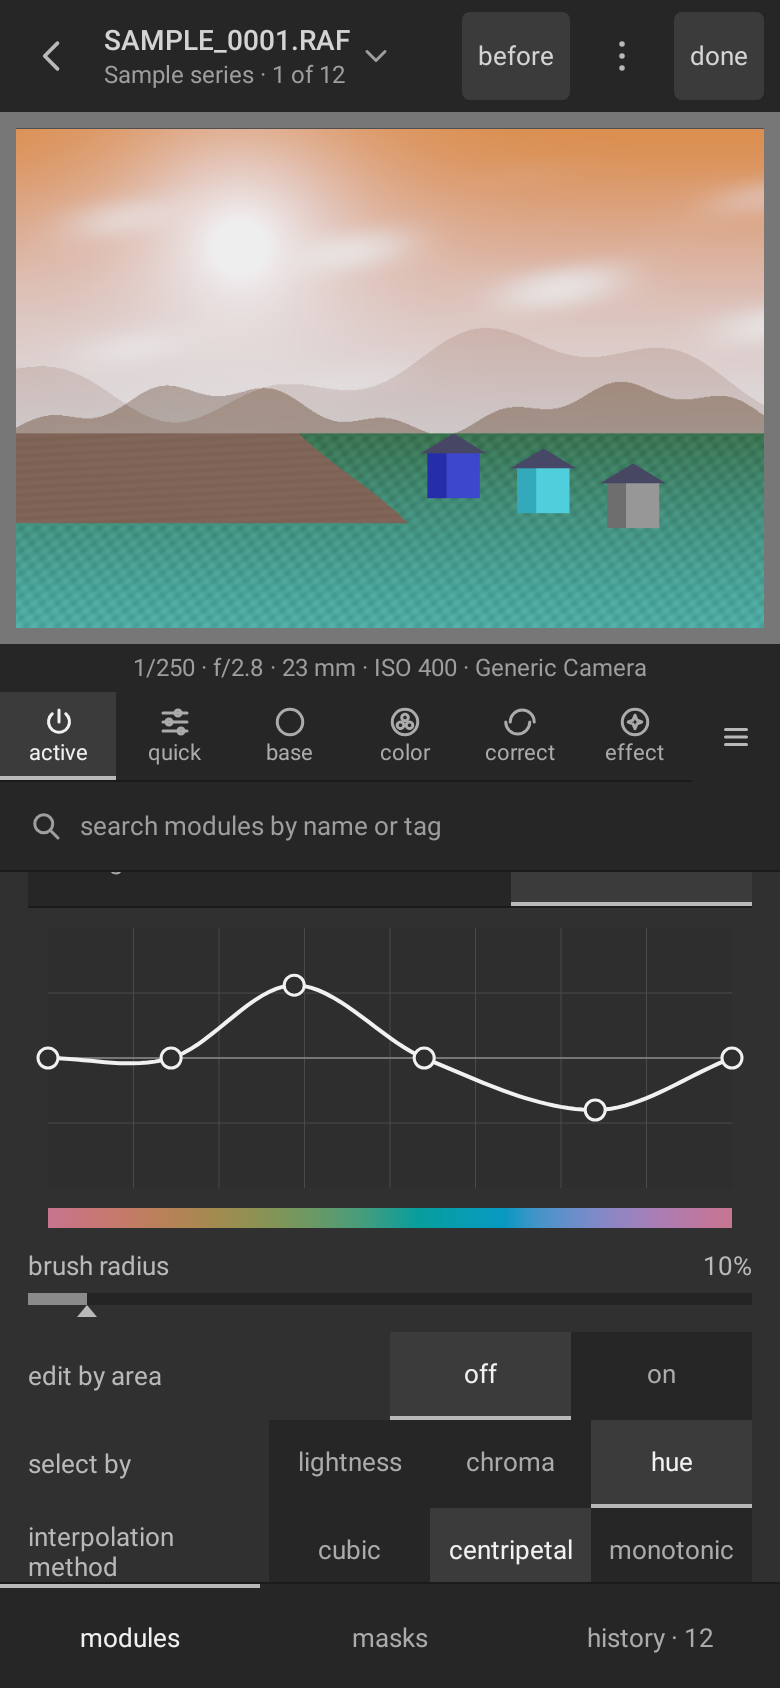 SAMPLE_0001.RAF
Sample series · 1 of 12
before
done
1/250 · f/2.8 · 23 mm · ISO 400 · Generic Camera
active
quick
base
color
correct
effect
search modules by name or tag
brush radius
10%
edit by area
off
on
select by
lightness
chroma
hue
interpolation
method
cubic
centripetal
monotonic
modules
masks
history · 12